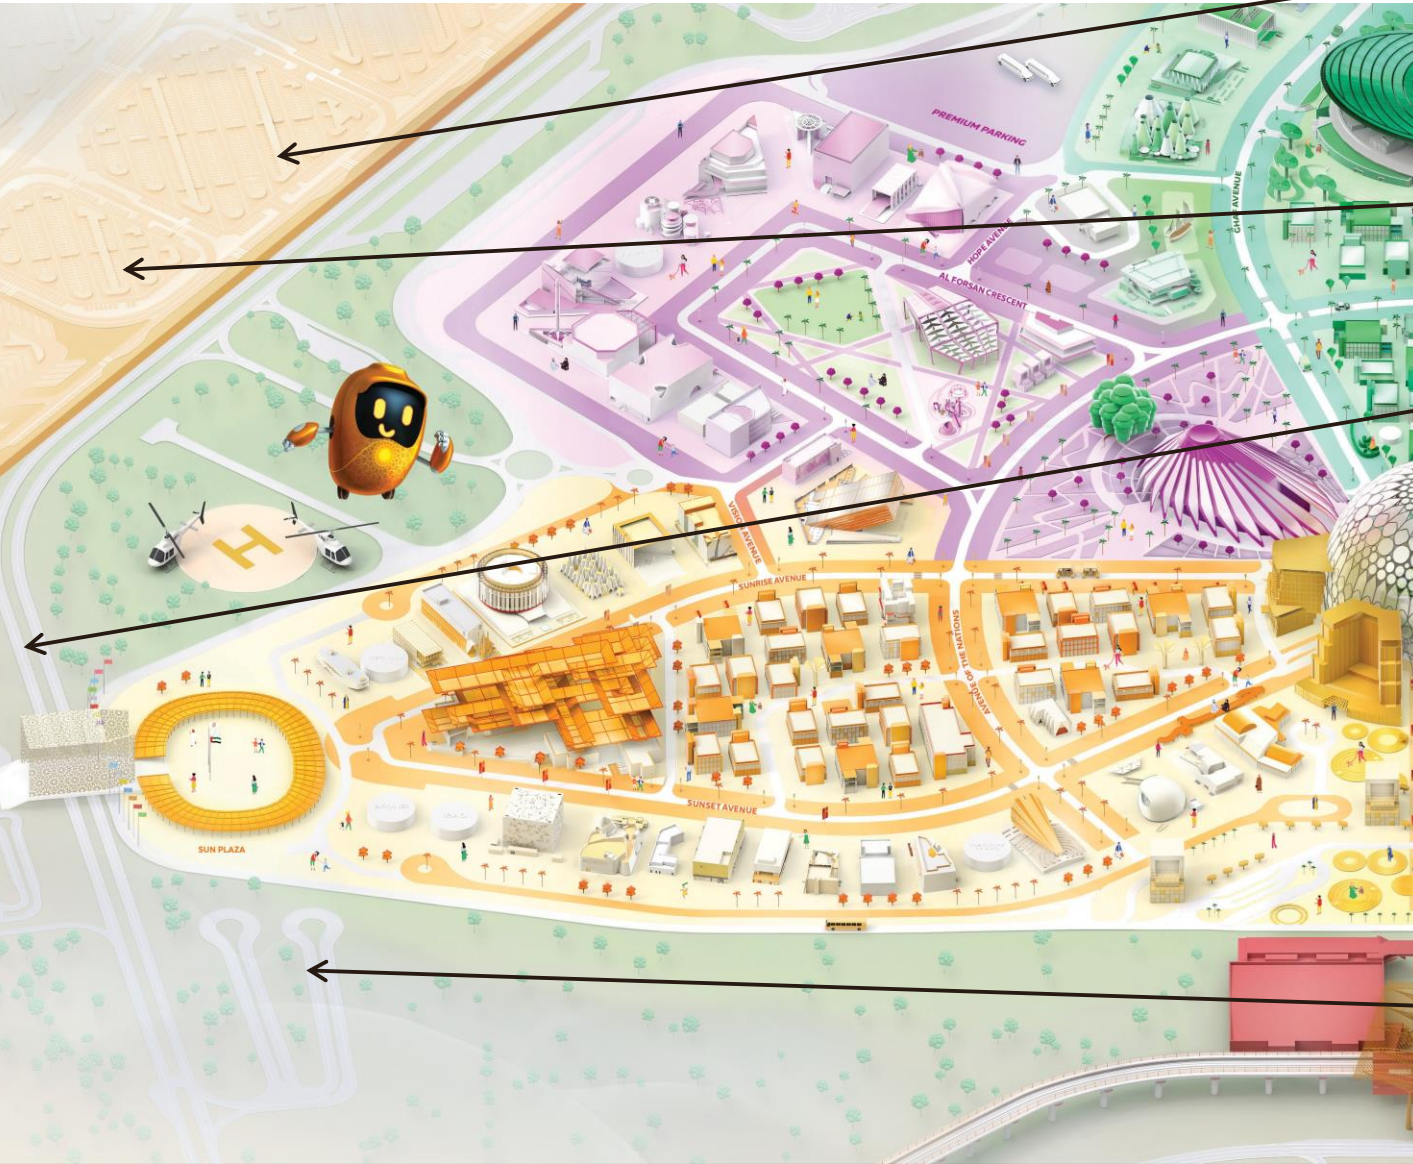 PREMIUM PARKING
GHAF AVENUE
HOPE AVENUE
AL FORSAN CRESCENT
H
VISION AVENUE
SUNRISE AVENUE
AVENUE OF THE NATIONS
SUNSET AVENUE
SUN PLAZA